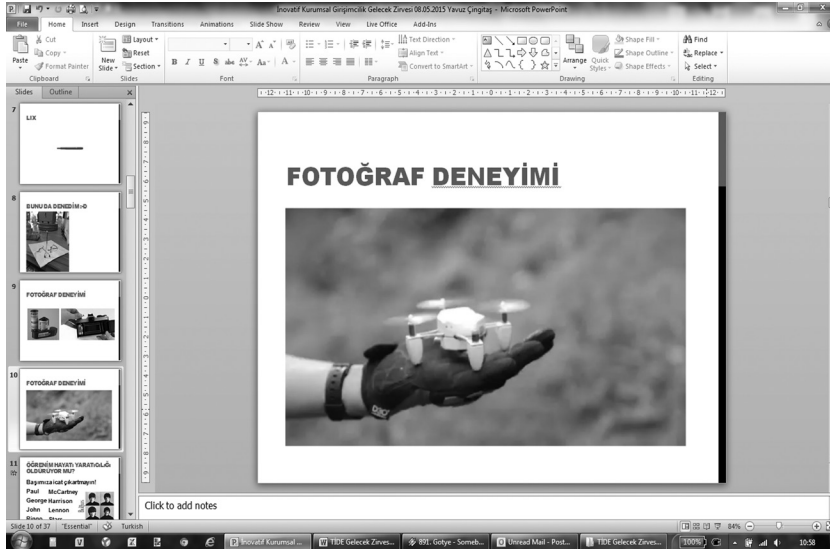 İnovatif Kurumsal Girişimcilik Gelecek Zirvesi 08.05.2015 Yavuz Çıngıtaş - Microsoft PowerPoint
File Home Insert Design Transitions Animations Slide Show Review View Live Office Add-Ins
Paste
Cut
Copy
Format Painter
Clipboard
New Slide
Layout
Reset
Section
Slides
Font
Text Direction
Align Text
Convert to SmartArt
Paragraph
Arrange
Quick Styles
Shape Fill
Shape Outline
Shape Effects
Drawing
Find
Replace
Select
Editing
Slides Outline
7
LIX
8
BUNU DA DENEDİM :-D
9
FOTOĞRAF DENEYİMİ
10
FOTOĞRAF DENEYİMİ
11
ÖĞRENİM HAYATI YARATICILIĞI
ÖLDÜRÜYOR MU?
Başımıza icat çıkartmayın!
Paul McCartney
George Harrison
John Lennon
FOTOĞRAF DENEYİMİ
Click to add notes
Slide 10 of 37 "Essential" Turkish 84%
İnovatif Kurumsal ... TİDE Gelecek Zirves... 891. Gotye - Someb... Unread Mail - Post... TİDE Gelecek Zirves... 100% 10:58